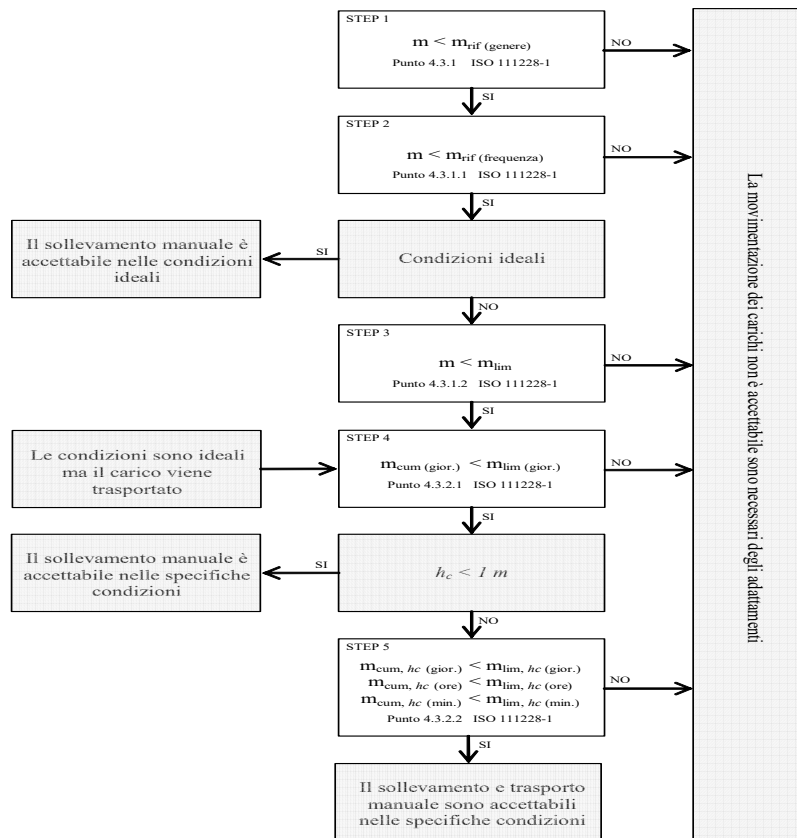 STEP 1
m < mrif (genere)
Punto 4.3.1 ISO 111228-1
NO
SI
STEP 2
m < mrif (frequenza)
Punto 4.3.1.1 ISO 111228-1
NO
SI
Il sollevamento manuale è
accettabile nelle condizioni
ideali
SI
Condizioni ideali
NO
STEP 3
m < mlim
Punto 4.3.1.2 ISO 111228-1
NO
SI
Le condizioni sono ideali
ma il carico viene
trasportato
STEP 4
mcum (gior.) < mlim (gior.)
Punto 4.3.2.1 ISO 111228-1
NO
SI
Il sollevamento manuale è
accettabile nelle specifiche
condizioni
SI
hc < 1 m
NO
STEP 5
mcum, hc (gior.) < mlim, hc (gior.)
mcum, hc (ore) < mlim, hc (ore)
mcum, hc (min.) < mlim, hc (min.)
Punto 4.3.2.2 ISO 111228-1
NO
SI
Il sollevamento e trasporto
manuale sono accettabili
nelle specifiche condizioni
La movimentazione dei carichi non è accettabile sono necessari degli adattamenti